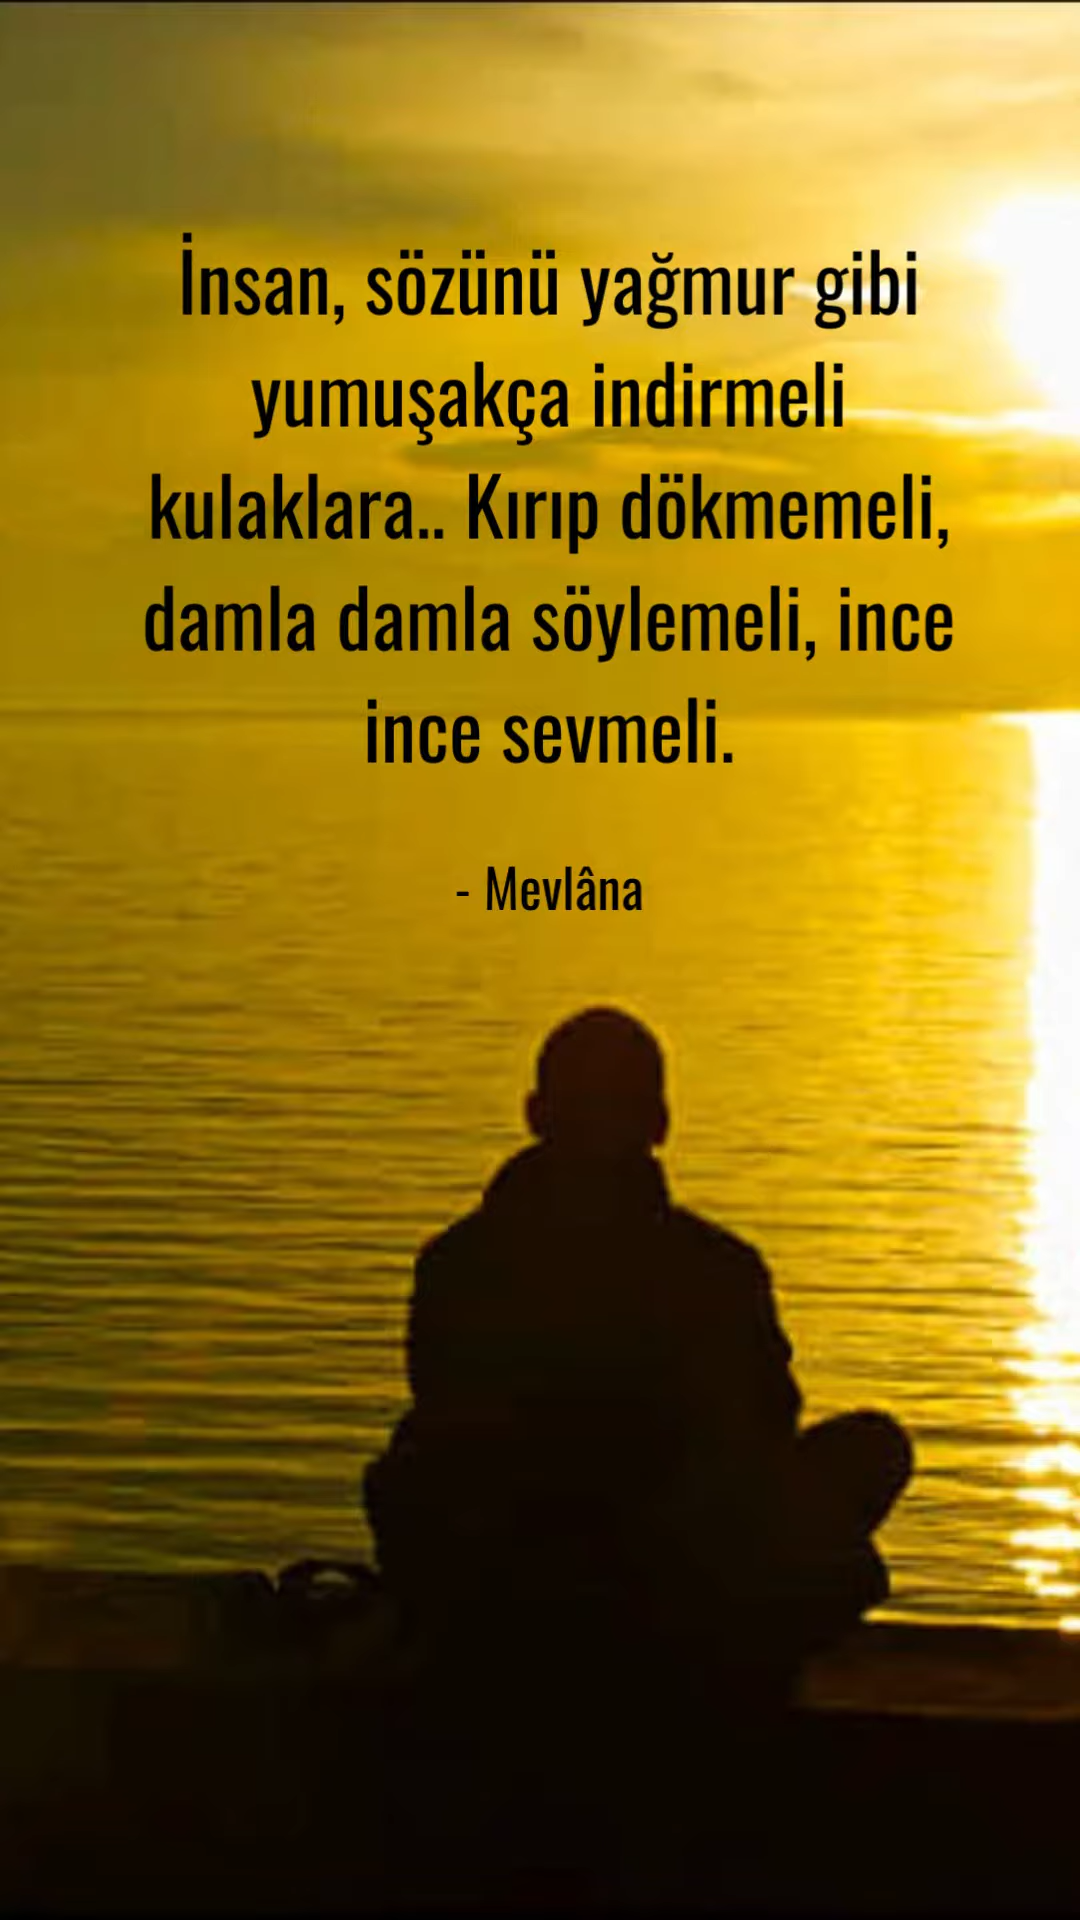 İnsan, sözünü yağmur gibi
yumuşakça indirmeli
kulaklara.. Kırıp dökmemeli,
damla damla söylemeli, ince
ince sevmeli.
- Mevlâna